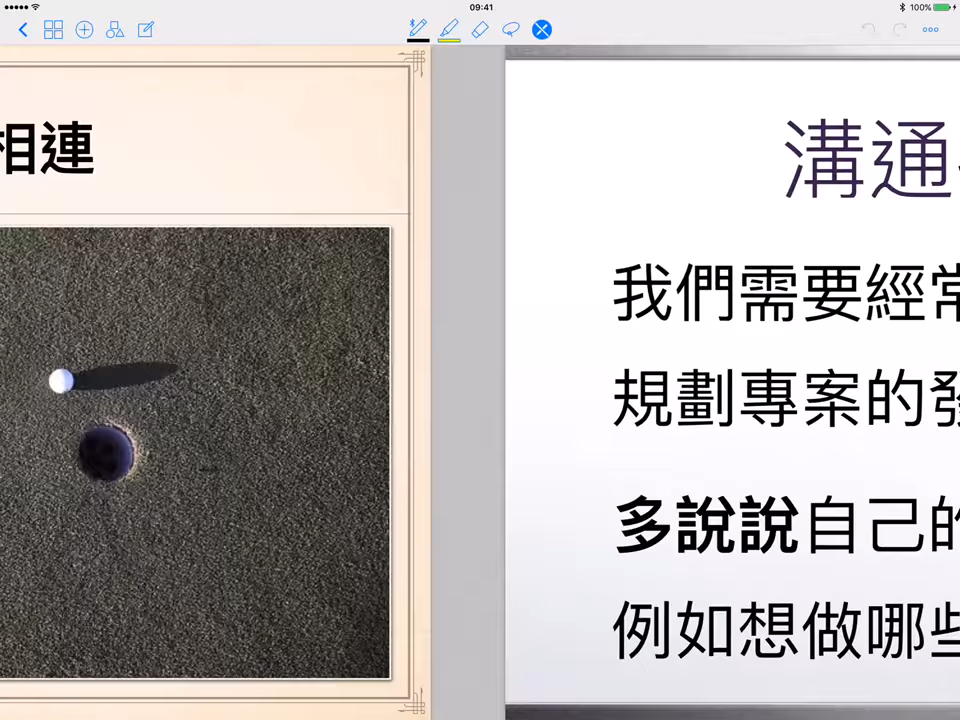 09:41
100%
相連
溝通
我們需要經常
規劃專案的發
多說說自己的
例如想做哪些